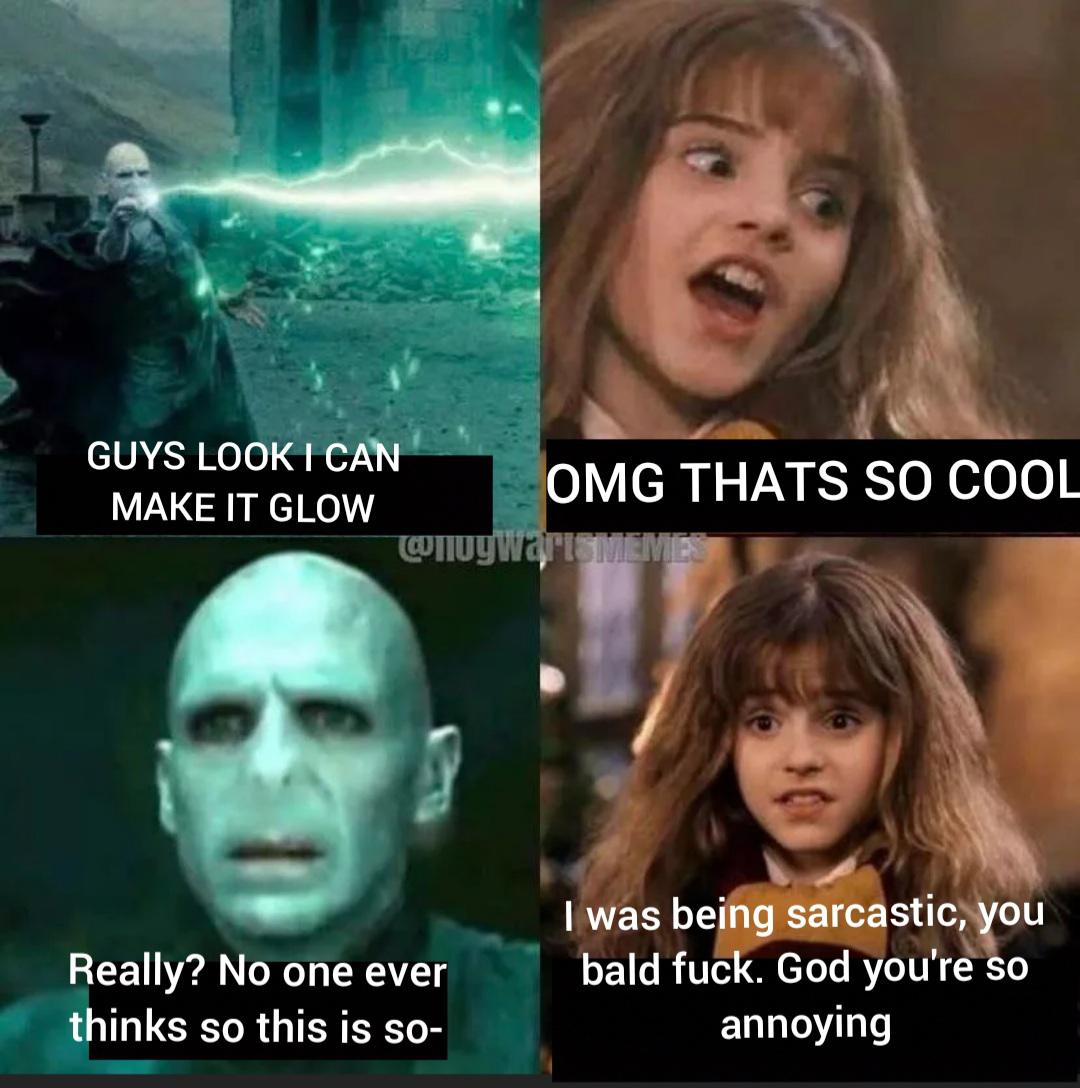 GUYS LOOK I CAN
MAKE IT GLOW
OMG THATS SO COOL
@HogwartsMEMES
Really? No one ever
thinks so this is so-
I was being sarcastic, you
bald fuck. God you're so
annoying